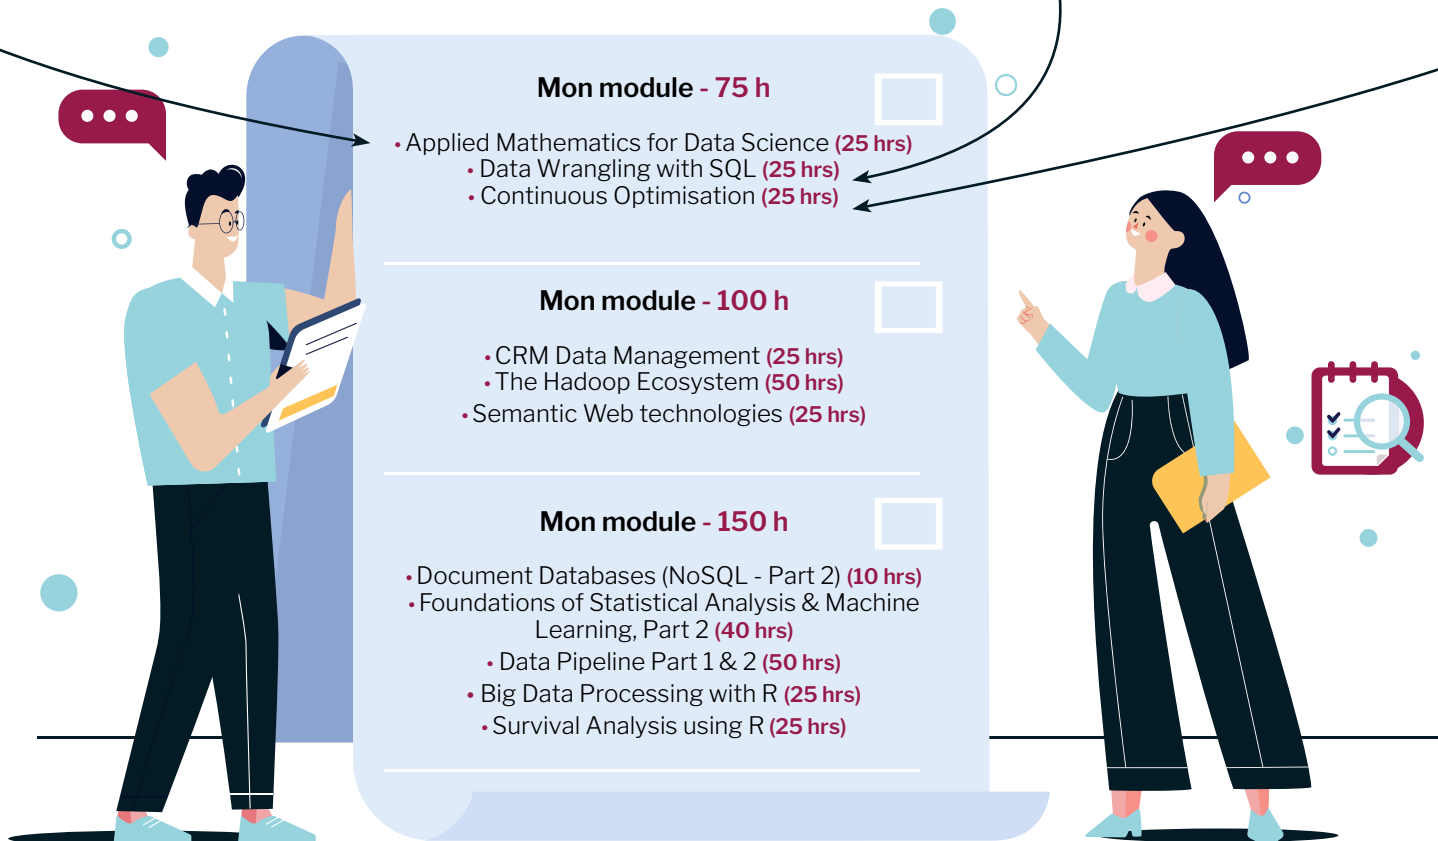 Mon module - 75 h
• Applied Mathematics for Data Science (25 hrs)
• Data Wrangling with SQL (25 hrs)
• Continuous Optimisation (25 hrs)
Mon module - 100 h
• CRM Data Management (25 hrs)
• The Hadoop Ecosystem (50 hrs)
• Semantic Web technologies (25 hrs)
Mon module - 150 h
• Document Databases (NoSQL - Part 2) (10 hrs)
• Foundations of Statistical Analysis & Machine
Learning, Part 2 (40 hrs)
• Data Pipeline Part 1 & 2 (50 hrs)
• Big Data Processing with R (25 hrs)
• Survival Analysis using R (25 hrs)